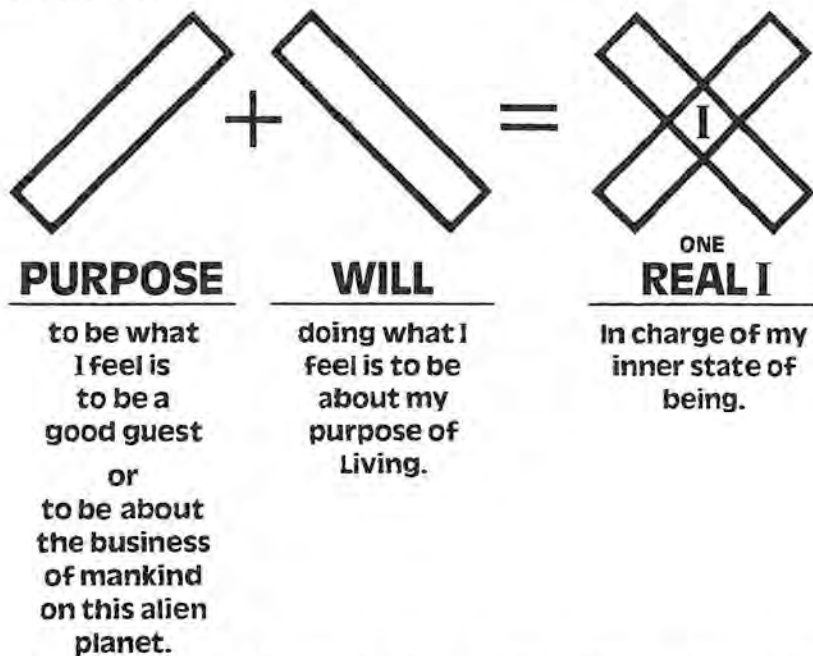 +
=
I
PURPOSE
to be what
I feel is
to be a
good guest
or
to be about
the business
of mankind
on this alien
planet.
WILL
doing what I
feel is to be
about my
purpose of
Living.
ONE
REAL I
In charge of my
inner state of
being.